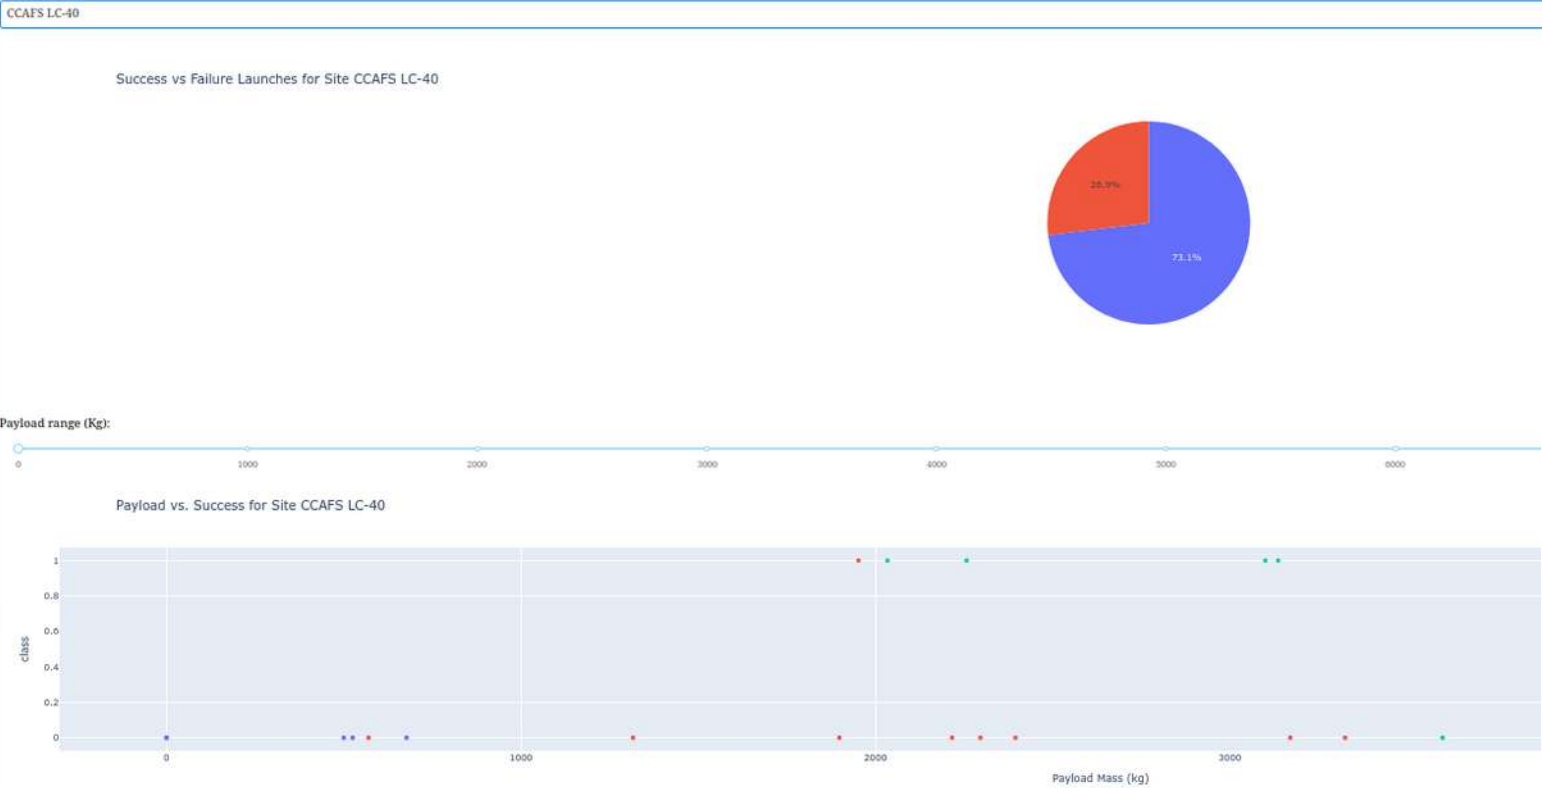 CCAFS LC-40
Success vs Failure Launches for Site CCAFS LC-40
26.9%
73.1%
Payload range (Kg):
0 1000 2000 3000 4000 5000 6000
Payload vs. Success for Site CCAFS LC-40
1
0.8
0.6
0.4
0.2
0
class
0 1000 2000 3000
Payload Mass (kg)